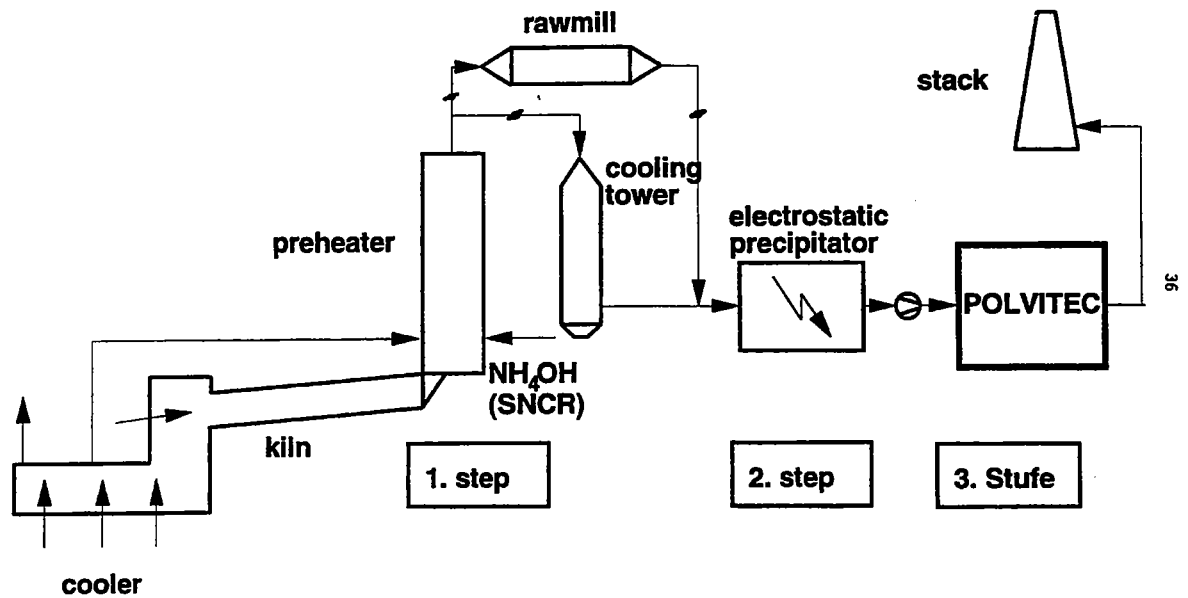 rawmill
stack
cooling
tower
electrostatic
precipitator
preheater
POLVITEC
36
NH4OH
(SNCR)
kiln
1. step
2. step
3. Stufe
cooler